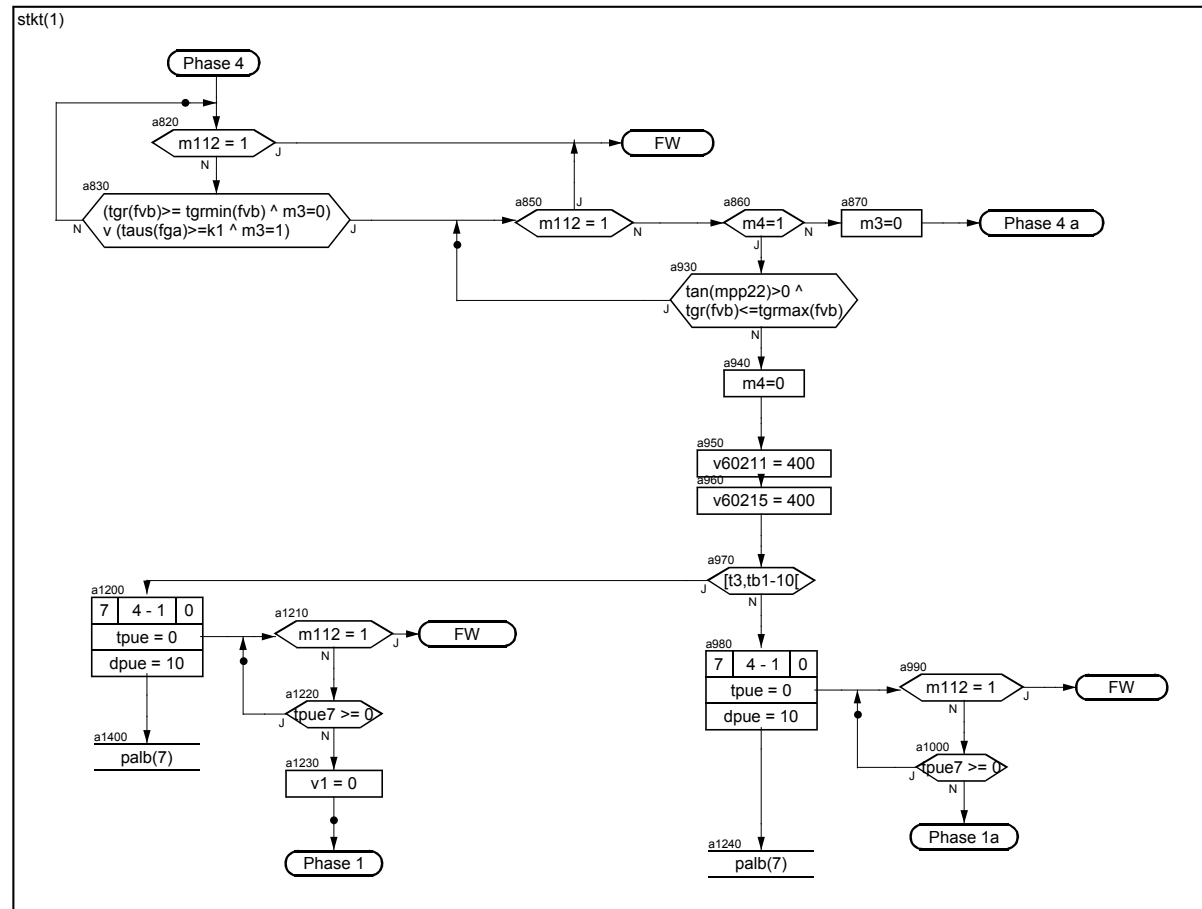 stkt(1)
Phase 4
a820
m112 = 1
J
N
FW
a830
(tgr(fvb)>= tgrmin(fvb) ^ m3=0)
v (taus(fga)>=k1 ^ m3=1)
N
J
a850
J
m112 = 1
N
a860
m4=1
N
J
a870
m3=0
Phase 4 a
a930
tan(mpp22)>0 ^
tgr(fvb)<=tgrmax(fvb)
J
N
a940
m4=0
a950
v60211 = 400
a960
v60215 = 400
a970
[t3,tb1-10[
J
N
a1200
7 4 - 1 0
tpue = 0
dpue = 10
a1210
m112 = 1
J
N
FW
a1220
tpue7 >= 0
J
N
a1230
v1 = 0
Phase 1
a1400
palb(7)
a980
7 4 - 1 0
tpue = 0
dpue = 10
a990
m112 = 1
J
N
FW
a1000
tpue7 >= 0
J
N
Phase 1a
a1240
palb(7)